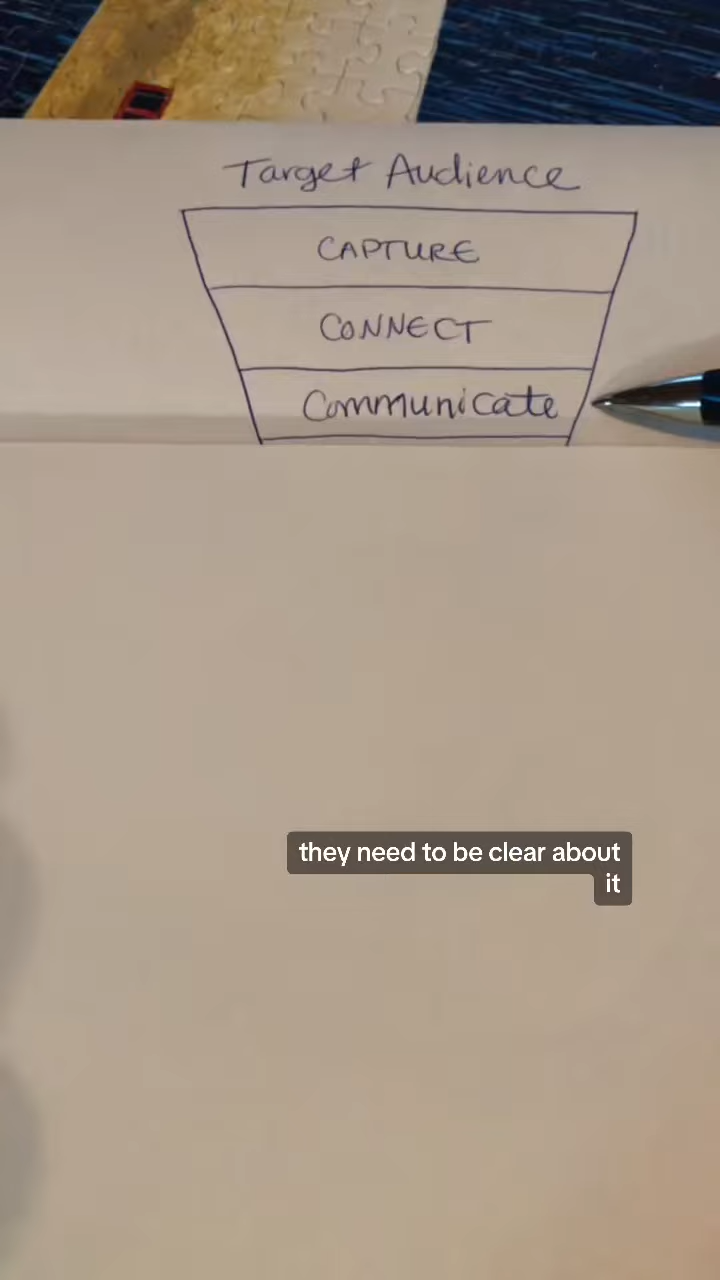 Target Audience
CAPTURE
CONNECT
Communicate
they need to be clear about
it